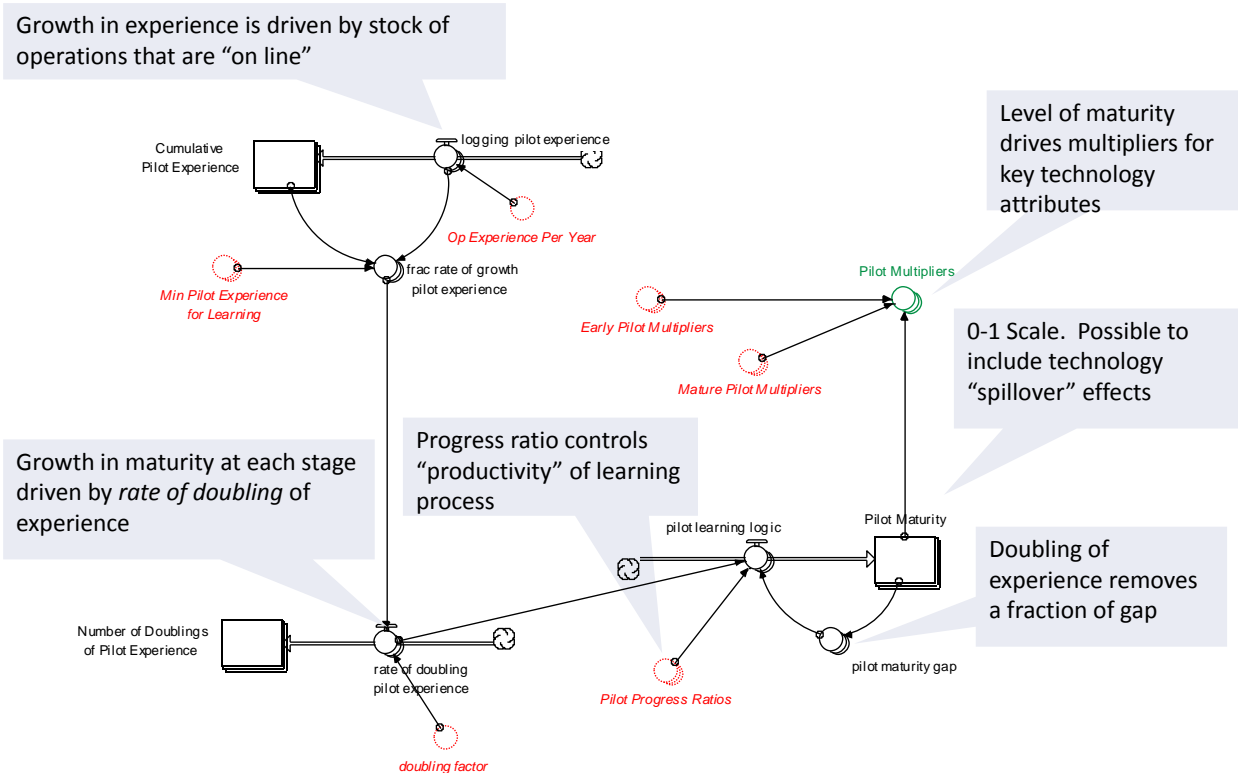 Growth in experience is driven by stock of
operations that are “on line”
Level of maturity
drives multipliers for
key technology
attributes
logging pilot experience
Cumulative
Pilot Experience
Op Experience Per Year
frac rate of growth
pilot experience
Min Pilot Experience
for Learning
Pilot Multipliers
Early Pilot Multipliers
Mature Pilot Multipliers
0-1 Scale.  Possible to
include technology
“spillover” effects
Growth in maturity at each stage
driven by rate of doubling of
experience
Progress ratio controls
“productivity” of learning
process
pilot learning logic
Pilot Maturity
Doubling of
experience removes
a fraction of gap
Number of Doublings
of Pilot Experience
rate of doubling
pilot experience
pilot maturity gap
Pilot Progress Ratios
doubling factor